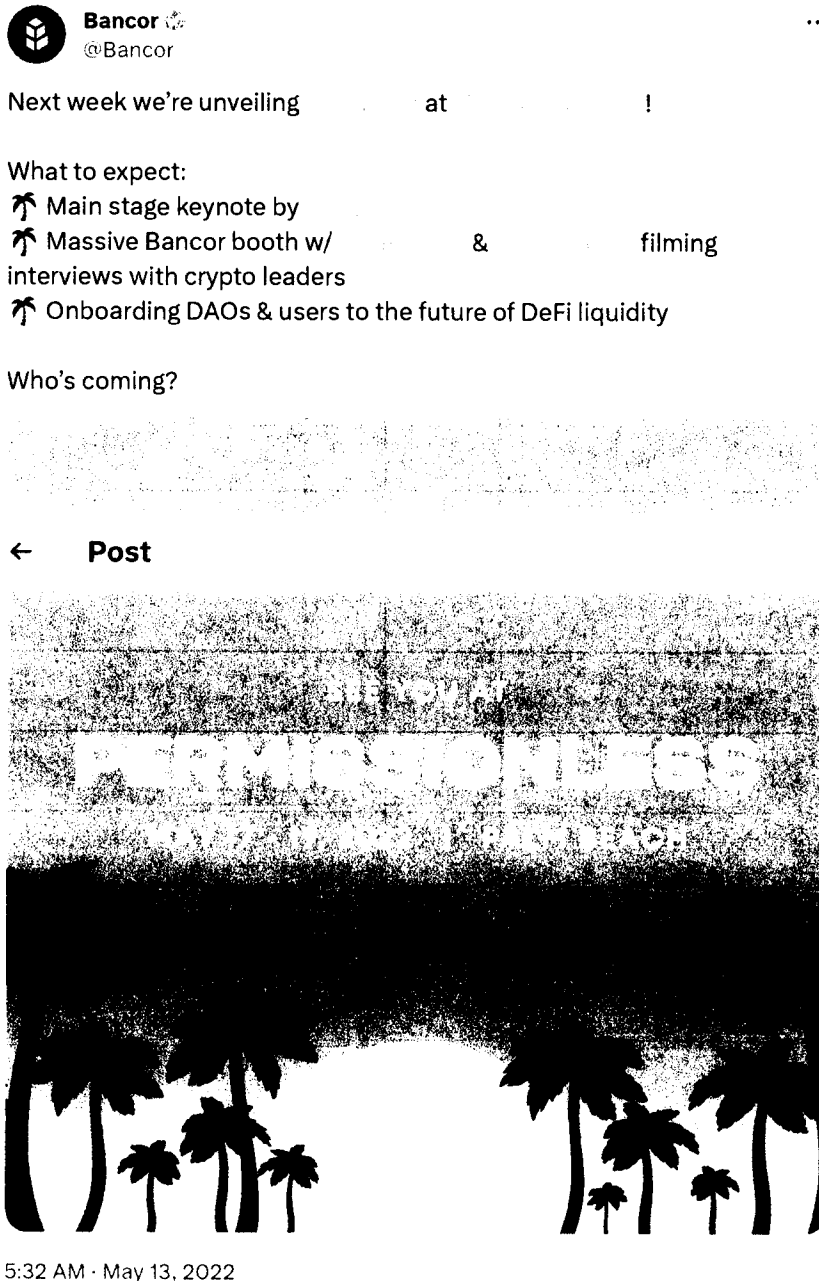 Bancor
@Bancor
Next week we're unveiling at !
What to expect:
🌴 Main stage keynote by
🌴 Massive Bancor booth w/ & filming
interviews with crypto leaders
🌴 Onboarding DAOs & users to the future of DeFi liquidity
Who's coming?
← Post
SEE YOU AT
PERMISSIONLESS
PALM BEACH
5:32 AM · May 13, 2022